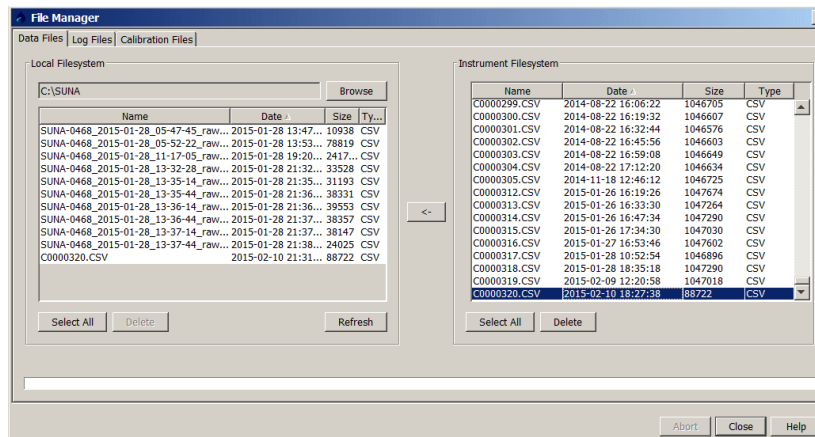 File Manager
Data Files Log Files Calibration Files
Local Filesystem
C:\SUNA Browse
Name Date Size Ty...
SUNA-0468_2015-01-28_05-47-45_raw... 2015-01-28 13:47... 10938 CSV
SUNA-0468_2015-01-28_05-52-22_raw... 2015-01-28 13:53... 78819 CSV
SUNA-0468_2015-01-28_11-17-05_raw... 2015-01-28 19:20... 2417... CSV
SUNA-0468_2015-01-28_13-32-28_raw... 2015-01-28 21:32... 33528 CSV
SUNA-0468_2015-01-28_13-35-14_raw... 2015-01-28 21:35... 31193 CSV
SUNA-0468_2015-01-28_13-35-44_raw... 2015-01-28 21:36... 38331 CSV
SUNA-0468_2015-01-28_13-36-14_raw... 2015-01-28 21:36... 39553 CSV
SUNA-0468_2015-01-28_13-36-44_raw... 2015-01-28 21:37... 38357 CSV
SUNA-0468_2015-01-28_13-37-14_raw... 2015-01-28 21:37... 38147 CSV
SUNA-0468_2015-01-28_13-37-44_raw... 2015-01-28 21:38... 24025 CSV
C0000320.CSV 2015-02-10 21:31... 88722 CSV
Select All Delete Refresh
<-
Instrument Filesystem
Name Date Size Type
C0000299.CSV 2014-08-22 16:06:22 1046705 CSV
C0000300.CSV 2014-08-22 16:19:32 1046607 CSV
C0000301.CSV 2014-08-22 16:32:44 1046576 CSV
C0000302.CSV 2014-08-22 16:45:56 1046603 CSV
C0000303.CSV 2014-08-22 16:59:08 1046649 CSV
C0000304.CSV 2014-08-22 17:12:20 1046634 CSV
C0000305.CSV 2014-11-18 12:46:12 1046725 CSV
C0000312.CSV 2015-01-26 16:19:26 1047674 CSV
C0000313.CSV 2015-01-26 16:33:30 1047264 CSV
C0000314.CSV 2015-01-26 16:47:34 1047290 CSV
C0000315.CSV 2015-01-26 17:34:30 1047030 CSV
C0000316.CSV 2015-01-27 16:53:46 1047602 CSV
C0000317.CSV 2015-01-28 10:52:54 1046896 CSV
C0000318.CSV 2015-01-28 18:35:18 1047290 CSV
C0000319.CSV 2015-02-09 12:20:58 1047018 CSV
C0000320.CSV 2015-02-10 18:27:38 88722 CSV
Select All Delete
Abort Close Help